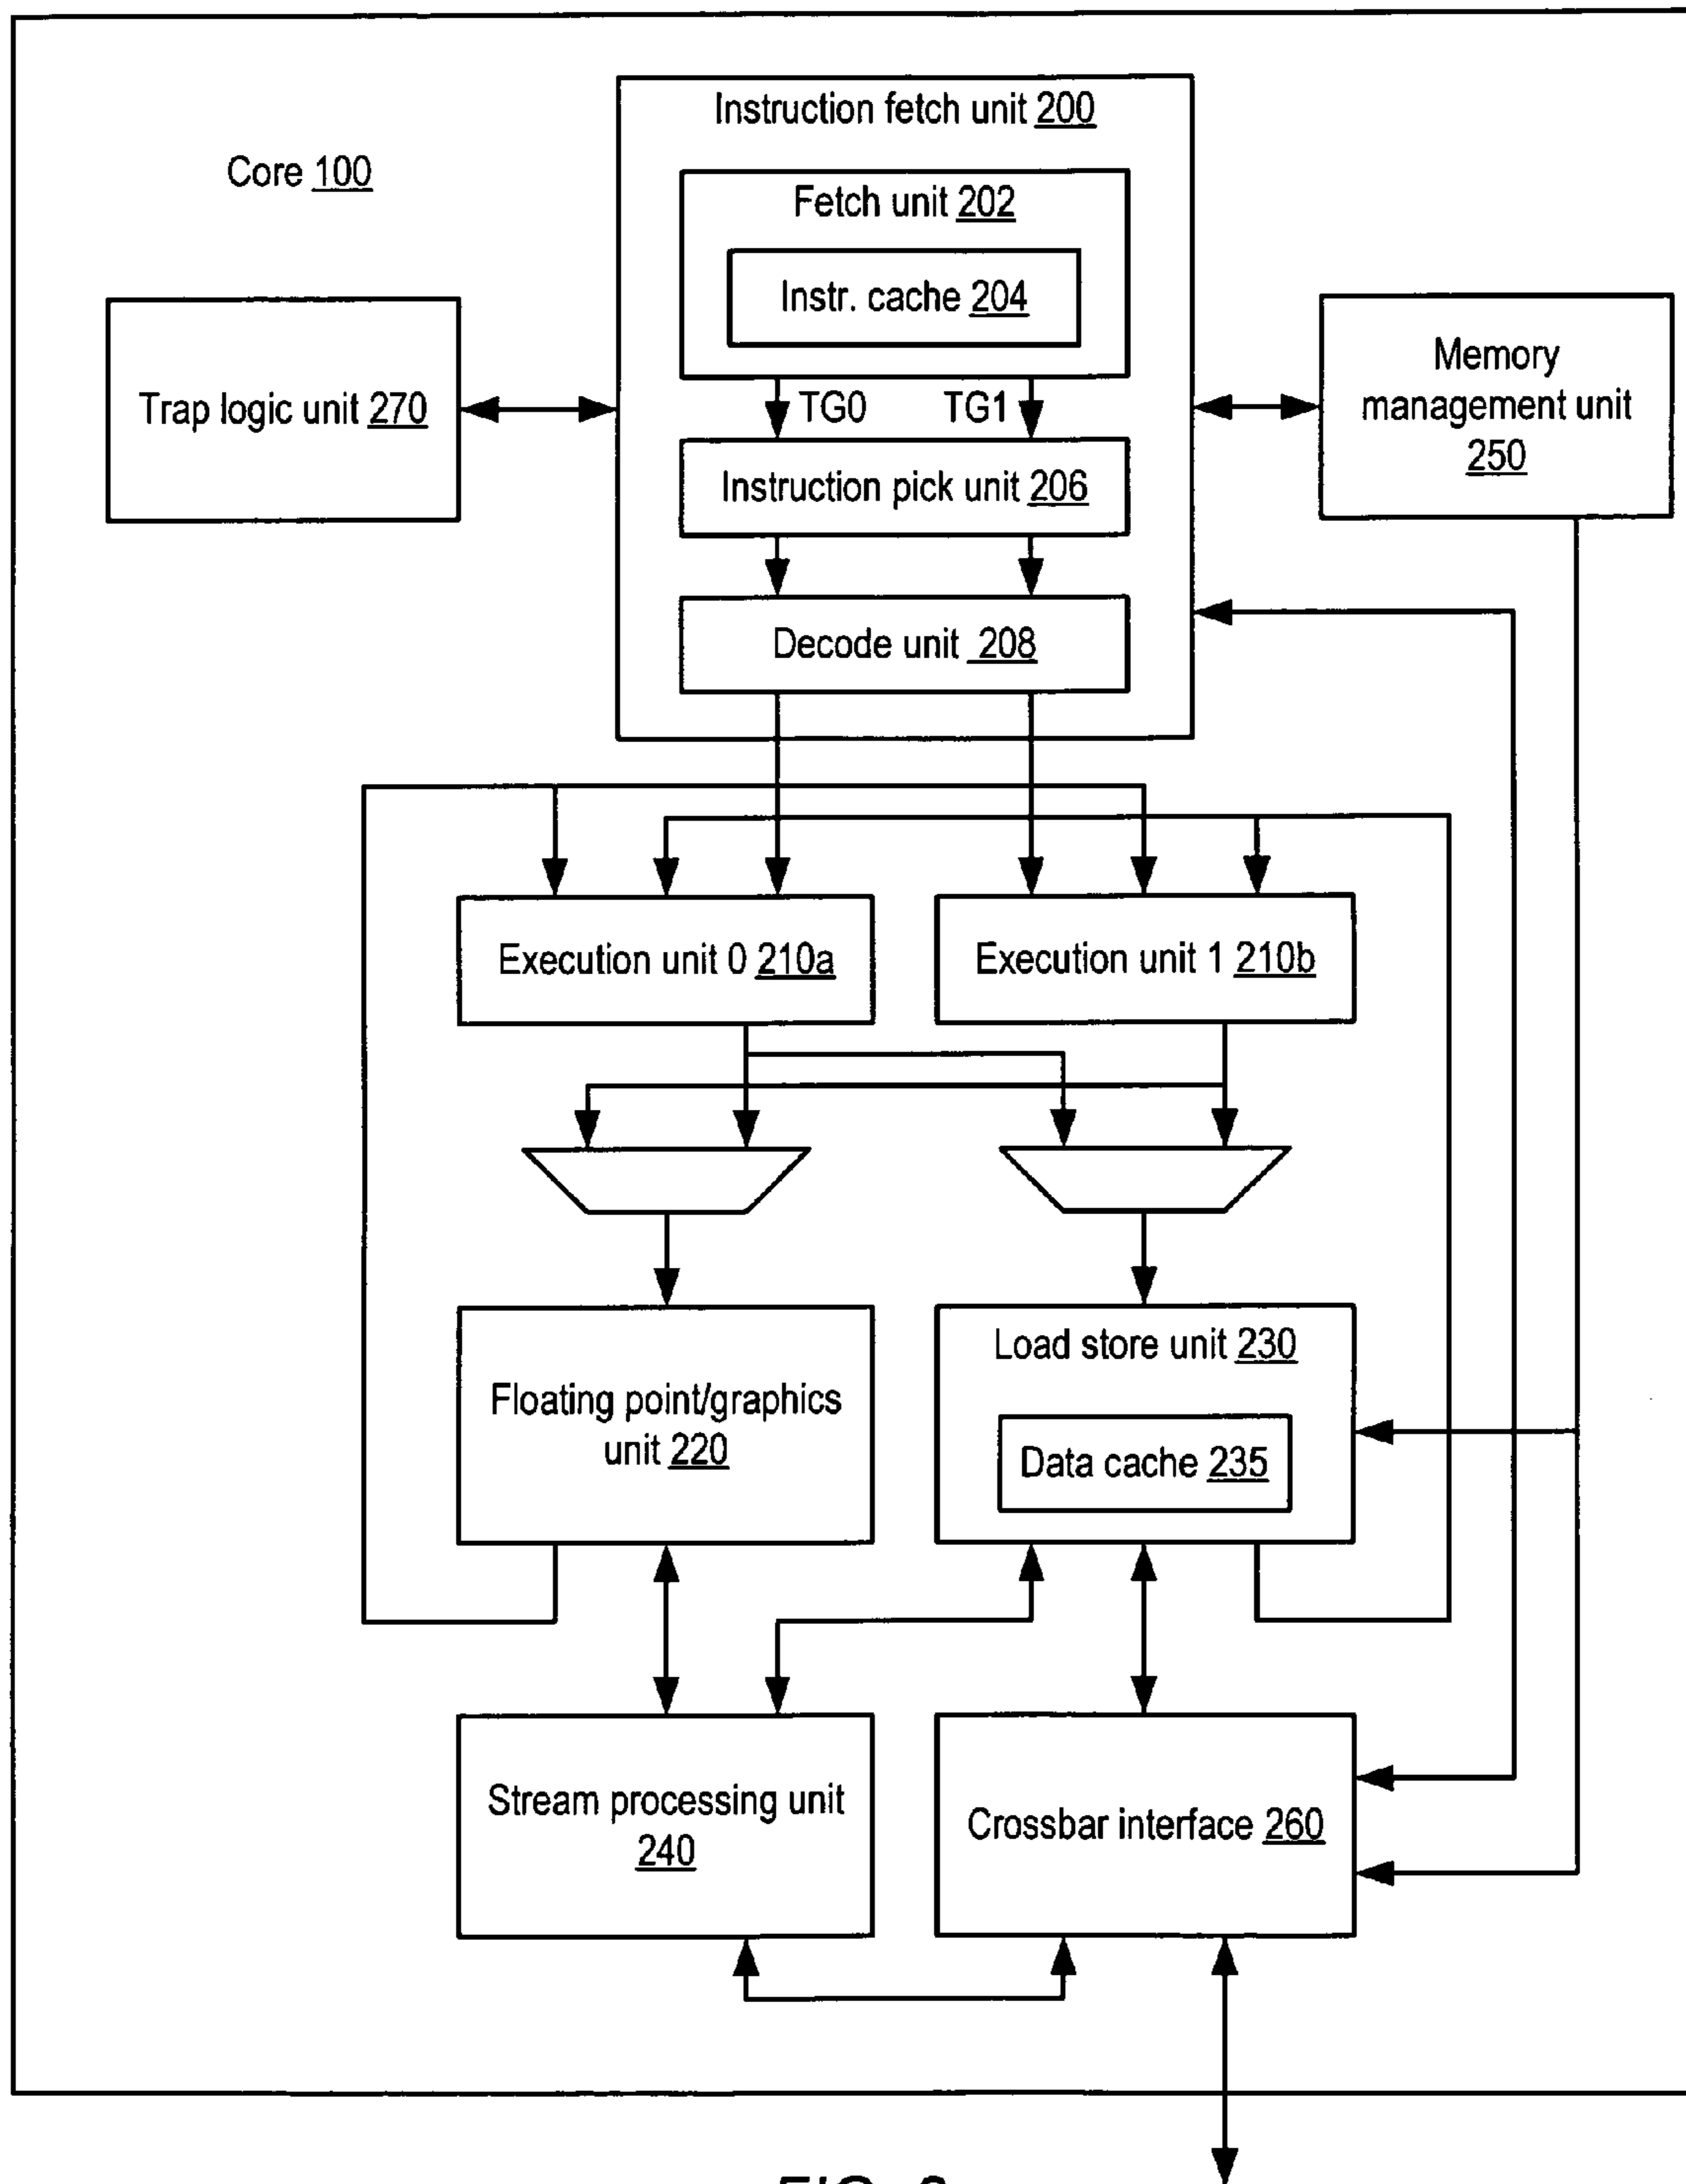 Instruction fetch unit 200
Core 100
Fetch unit 202
Instr. cache 204
Trap logic unit 270
Memory
management unit
250
TG0 TG1
Instruction pick unit 206
Decode unit 208
Execution unit 0 210a
Execution unit 1 210b
Floating point/graphics
unit 220
Load store unit 230
Data cache 235
Stream processing unit
240
Crossbar interface 260